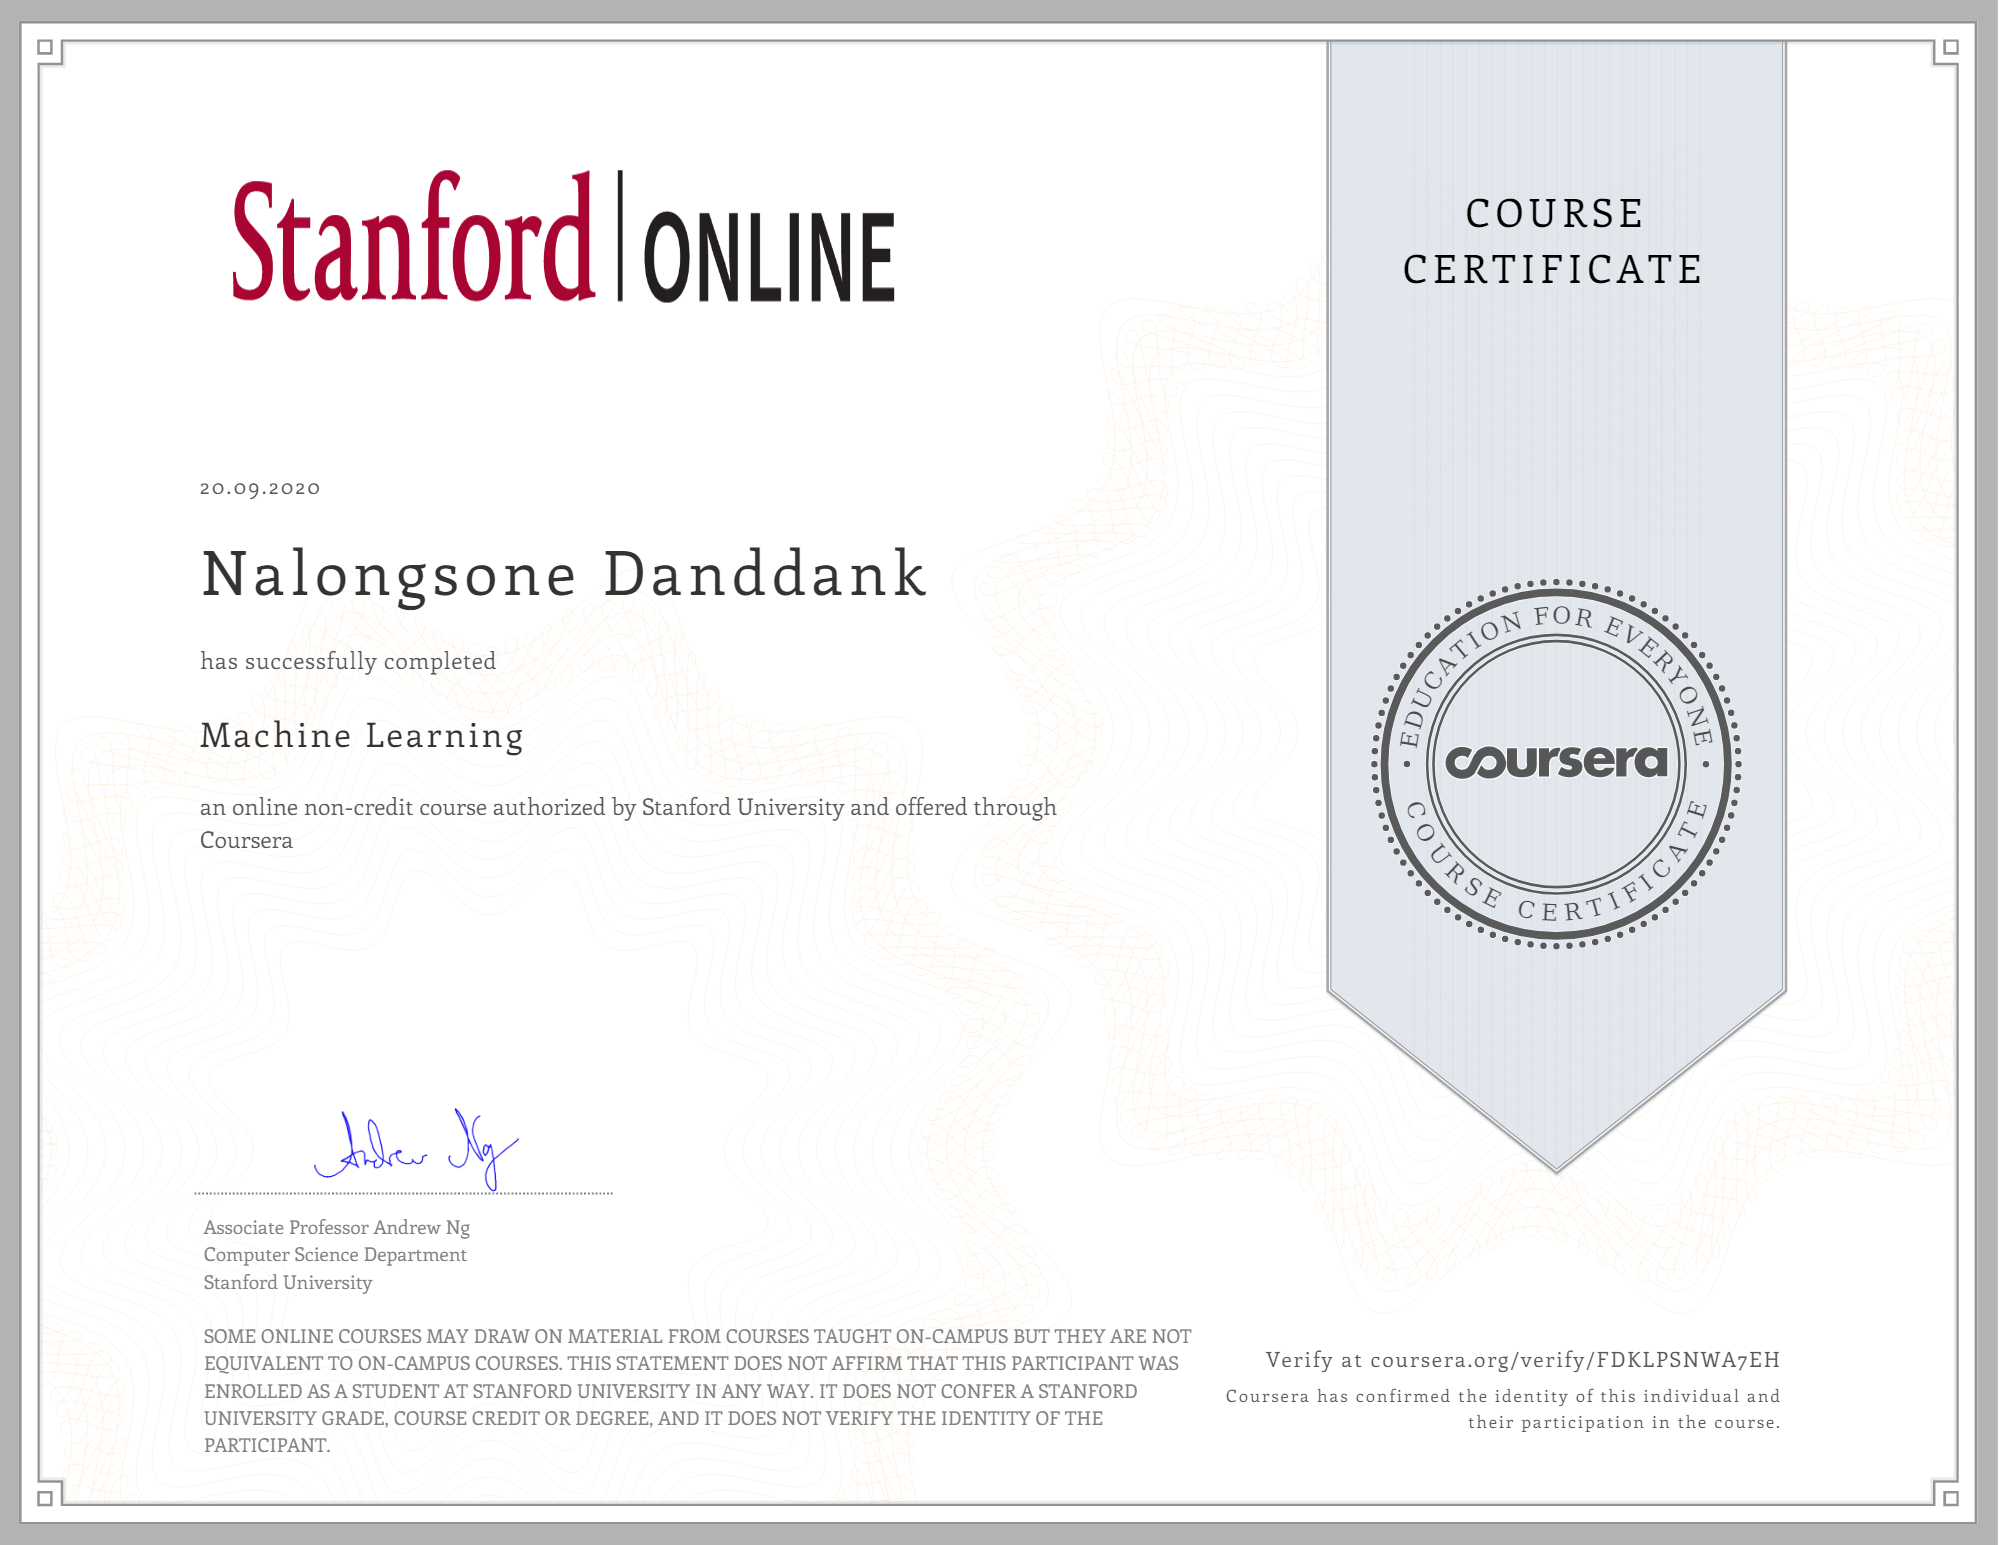 Stanford | ONLINE
COURSE
CERTIFICATE
20.09.2020
Nalongsone Danddank
has successfully completed
Machine Learning
an online non-credit course authorized by Stanford University and offered through
Coursera
EDUCATION FOR EVERYONE
coursera
COURSE CERTIFICATE
Andrew Ng
Associate Professor Andrew Ng
Computer Science Department
Stanford University
SOME ONLINE COURSES MAY DRAW ON MATERIAL FROM COURSES TAUGHT ON-CAMPUS BUT THEY ARE NOT
EQUIVALENT TO ON-CAMPUS COURSES. THIS STATEMENT DOES NOT AFFIRM THAT THIS PARTICIPANT WAS
ENROLLED AS A STUDENT AT STANFORD UNIVERSITY IN ANY WAY. IT DOES NOT CONFER A STANFORD
UNIVERSITY GRADE, COURSE CREDIT OR DEGREE, AND IT DOES NOT VERIFY THE IDENTITY OF THE
PARTICIPANT.
Verify at coursera.org/verify/FDKLPSNWA7EH
Coursera has confirmed the identity of this individual and
their participation in the course.